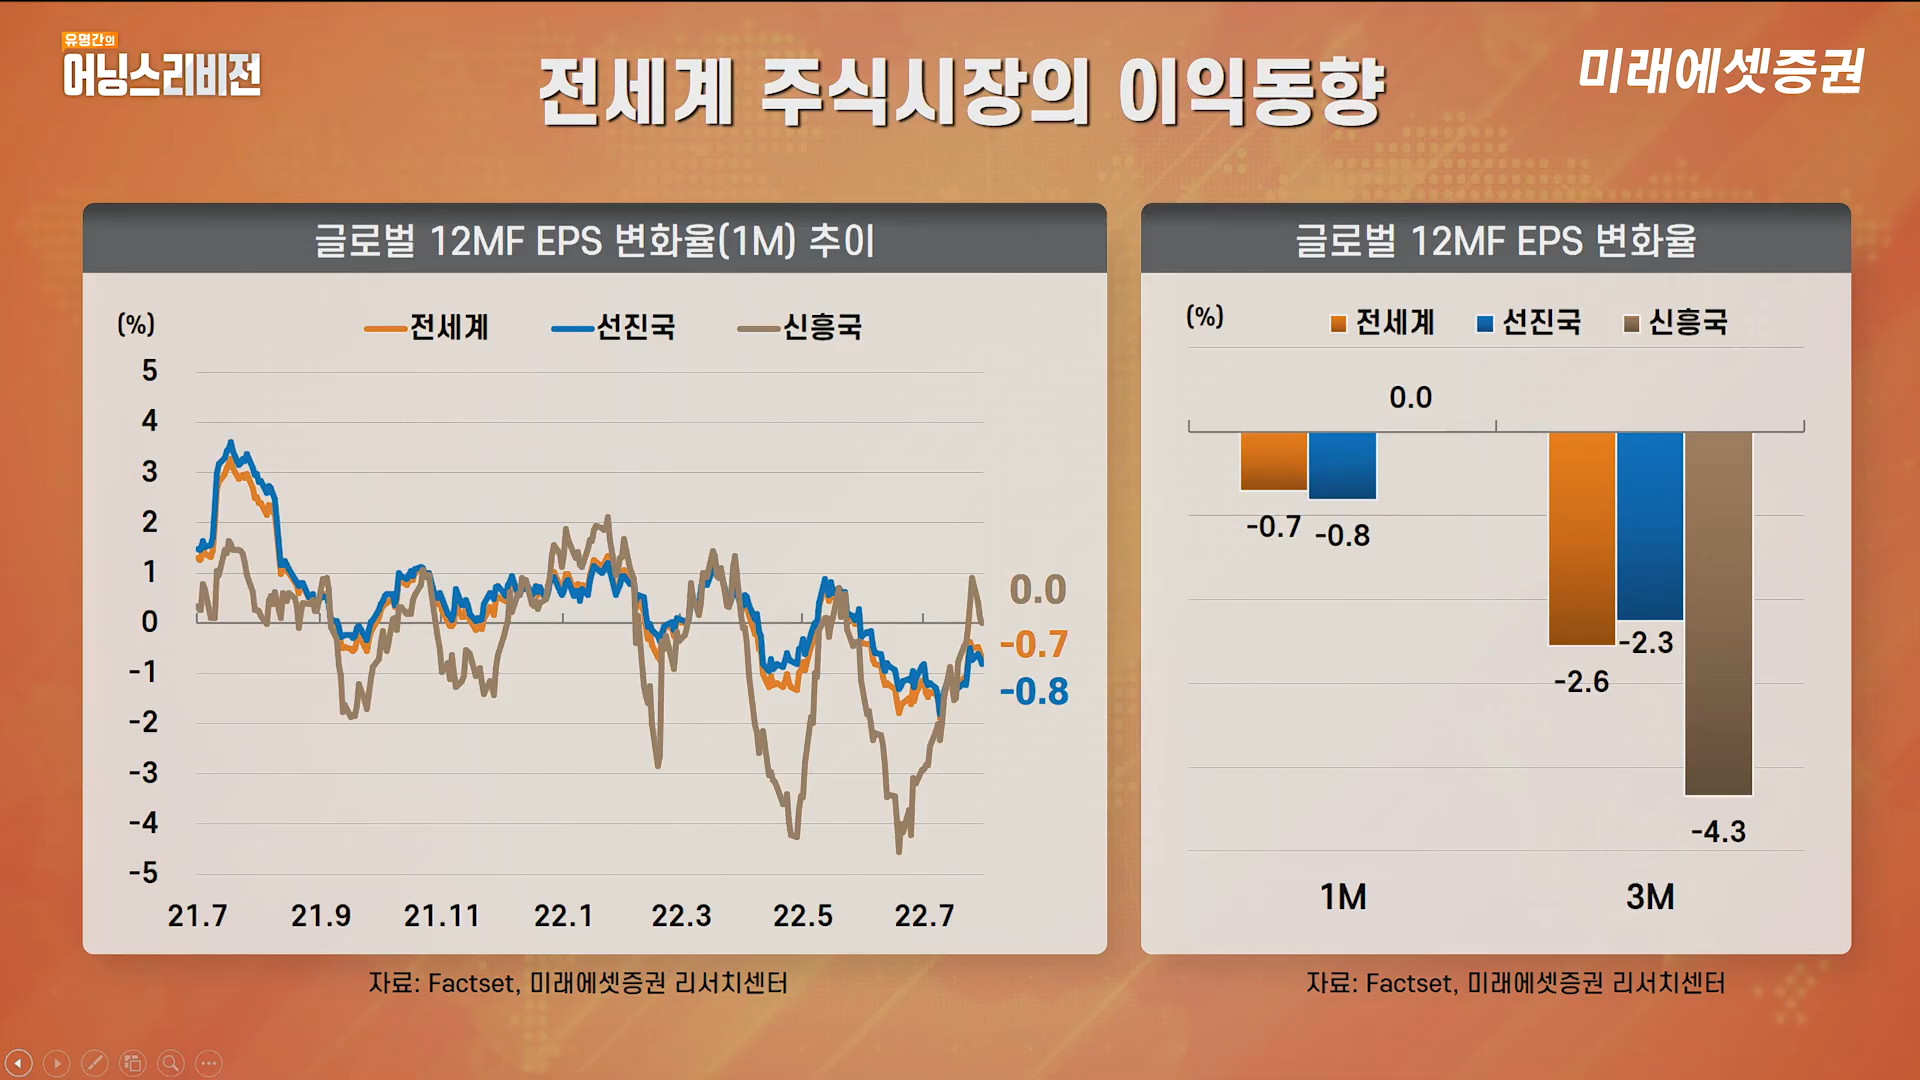 유명간의
어닝스리비전
전세계 주식시장의 이익동향
미래에셋증권
글로벌 12MF EPS 변화율(1M) 추이
(%)
전세계 선진국 신흥국
5
4
3
2
1
0
-1
-2
-3
-4
-5
0.0
-0.7
-0.8
21.7 21.9 21.11 22.1 22.3 22.5 22.7
자료: Factset, 미래에셋증권 리서치센터
글로벌 12MF EPS 변화율
(%)
전세계 선진국 신흥국
0.0
-0.7 -0.8
-2.6 -2.3 -4.3
1M 3M
자료: Factset, 미래에셋증권 리서치센터